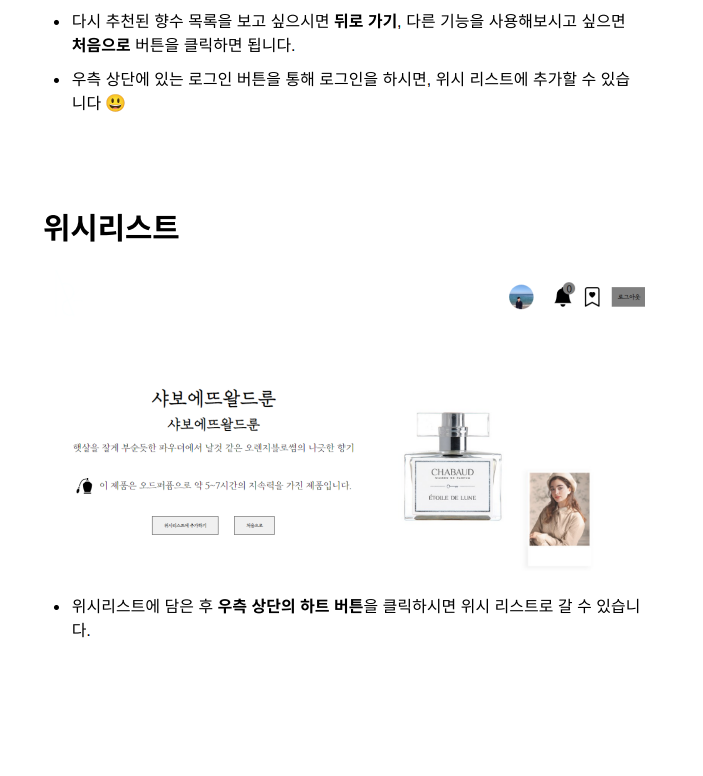 다시 추천된 향수 목록을 보고 싶으시면 뒤로 가기, 다른 기능을 사용해보시고 싶으면
처음으로 버튼을 클릭하면 됩니다.
우측 상단에 있는 로그인 버튼을 통해 로그인을 하시면, 위시 리스트에 추가할 수 있습
니다 😃
위시리스트
0
로그아웃
샤보에뜨왈드룬
샤보에뜨왈드룬
햇살을 잘게 부순듯한 파우더에서 날것 같은 오렌지블로썸의 나긋한 향기
이 제품은 오드퍼퓸으로 약 5~7시간의 지속력을 가진 제품입니다.
위시리스트에 추가하기
처음으로
CHABAUD
MAISON DE PARFUM
ÉTOILE DE LUNE
위시리스트에 담은 후 우측 상단의 하트 버튼을 클릭하시면 위시 리스트로 갈 수 있습니
다.